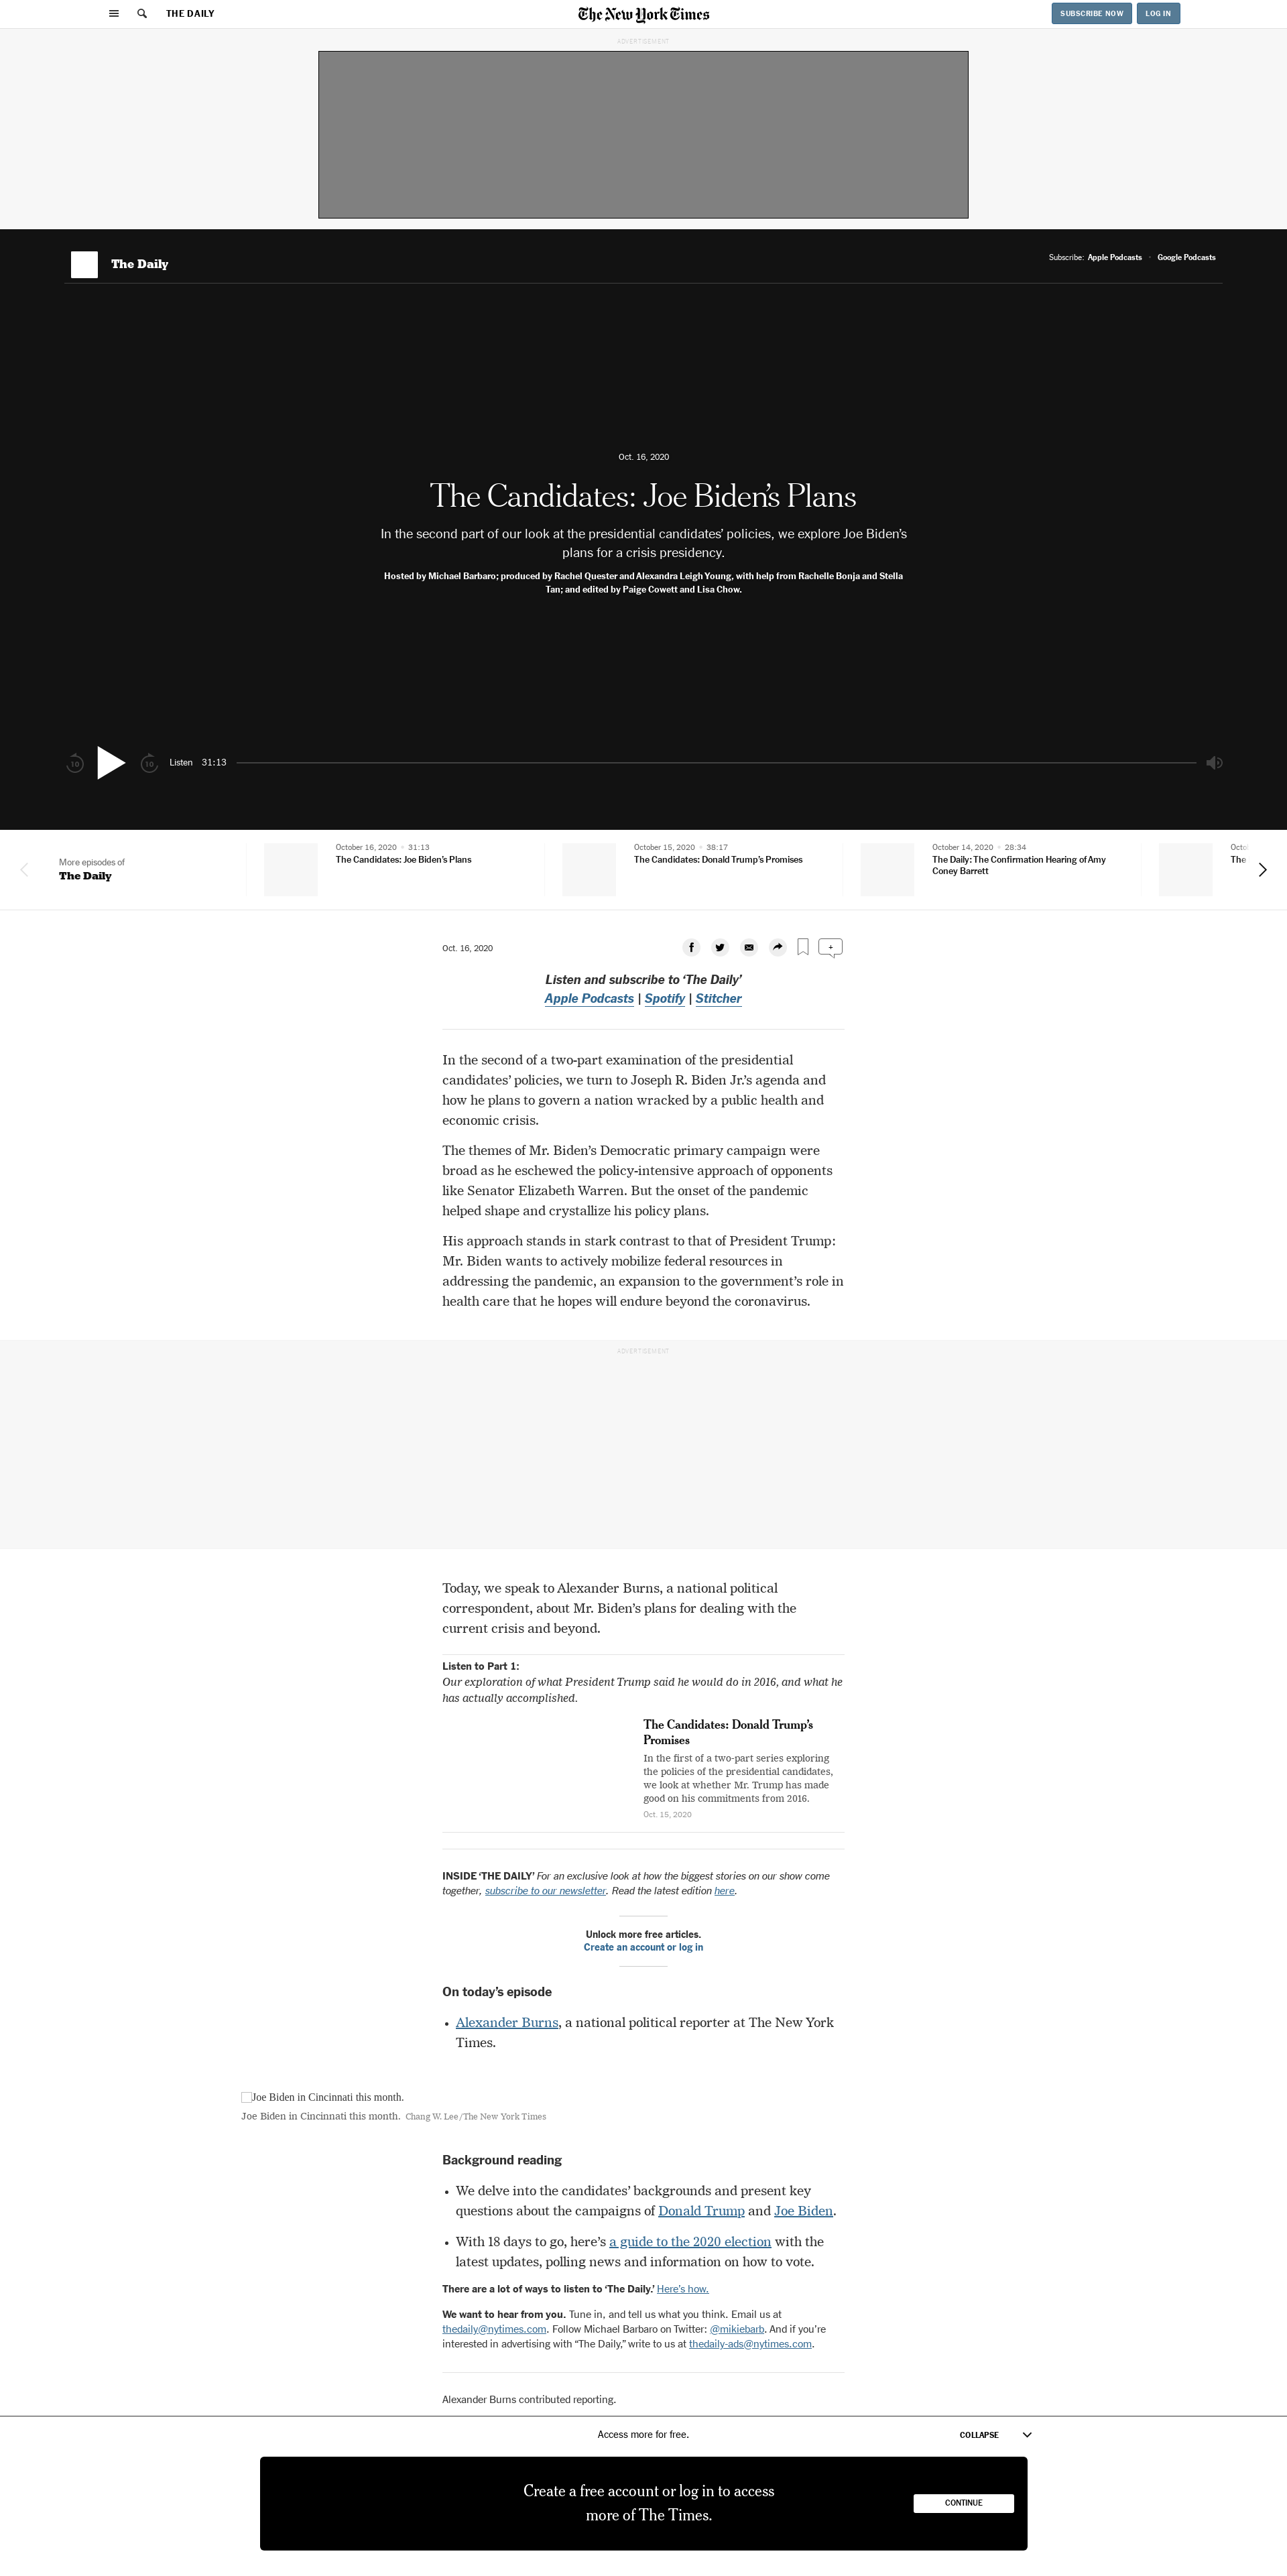 THE DAILY
The New York Times
SUBSCRIBE NOW
LOG IN
ADVERTISEMENT
The Daily
Subscribe: Apple Podcasts • Google Podcasts
Oct. 16, 2020
The Candidates: Joe Biden’s Plans
In the second part of our look at the presidential candidates’ policies, we explore Joe Biden’s
plans for a crisis presidency.
Hosted by Michael Barbaro; produced by Rachel Quester and Alexandra Leigh Young, with help from Rachelle Bonja and Stella
Tan; and edited by Paige Cowett and Lisa Chow.
10
10
Listen 31:13
More episodes of
The Daily
October 16, 2020 • 31:13
The Candidates: Joe Biden’s Plans
October 15, 2020 • 38:17
The Candidates: Donald Trump’s Promises
October 14, 2020 • 28:34
The Daily: The Confirmation Hearing of Amy
Coney Barrett
The
Oct. 16, 2020
+
Listen and subscribe to ‘The Daily’
Apple Podcasts | Spotify | Stitcher
In the second of a two-part examination of the presidential
candidates’ policies, we turn to Joseph R. Biden Jr.’s agenda and
how he plans to govern a nation wracked by a public health and
economic crisis.
The themes of Mr. Biden’s Democratic primary campaign were
broad as he eschewed the policy-intensive approach of opponents
like Senator Elizabeth Warren. But the onset of the pandemic
helped shape and crystallize his policy plans.
His approach stands in stark contrast to that of President Trump:
Mr. Biden wants to actively mobilize federal resources in
addressing the pandemic, an expansion to the government’s role in
health care that he hopes will endure beyond the coronavirus.
ADVERTISEMENT
Today, we speak to Alexander Burns, a national political
correspondent, about Mr. Biden’s plans for dealing with the
current crisis and beyond.
Listen to Part 1:
Our exploration of what President Trump said he would do in 2016, and what he
has actually accomplished.
The Candidates: Donald Trump’s
Promises
In the first of a two-part series exploring
the policies of the presidential candidates,
we look at whether Mr. Trump has made
good on his commitments from 2016.
Oct. 15, 2020
INSIDE ‘THE DAILY’ For an exclusive look at how the biggest stories on our show come
together, subscribe to our newsletter. Read the latest edition here.
Unlock more free articles.
Create an account or log in
On today’s episode
• Alexander Burns, a national political reporter at The New York
Times.
Joe Biden in Cincinnati this month.
Joe Biden in Cincinnati this month. Chang W. Lee/The New York Times
Background reading
• We delve into the candidates’ backgrounds and present key
questions about the campaigns of Donald Trump and Joe Biden.
• With 18 days to go, here’s a guide to the 2020 election with the
latest updates, polling news and information on how to vote.
There are a lot of ways to listen to ‘The Daily.’ Here’s how.
We want to hear from you. Tune in, and tell us what you think. Email us at
thedaily@nytimes.com. Follow Michael Barbaro on Twitter: @mikiebarb. And if you’re
interested in advertising with “The Daily,” write to us at thedaily-ads@nytimes.com.
Alexander Burns contributed reporting.
Access more for free.
COLLAPSE
Create a free account or log in to access
more of The Times.
CONTINUE